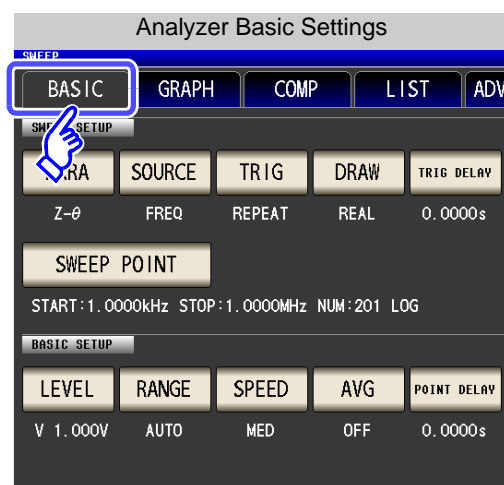 Analyzer Basic Settings
SWEEP
BASIC GRAPH COMP LIST ADV
SETUP
SOURCE TRIG DRAW TRIG DELAY
Z-θ FREQ REPEAT REAL 0.0000s
SWEEP POINT
START:1.0000kHz STOP:1.0000MHz NUM:201 LOG
BASIC SETUP
LEVEL RANGE SPEED AVG POINT DELAY
V 1.000V AUTO MED OFF 0.0000s